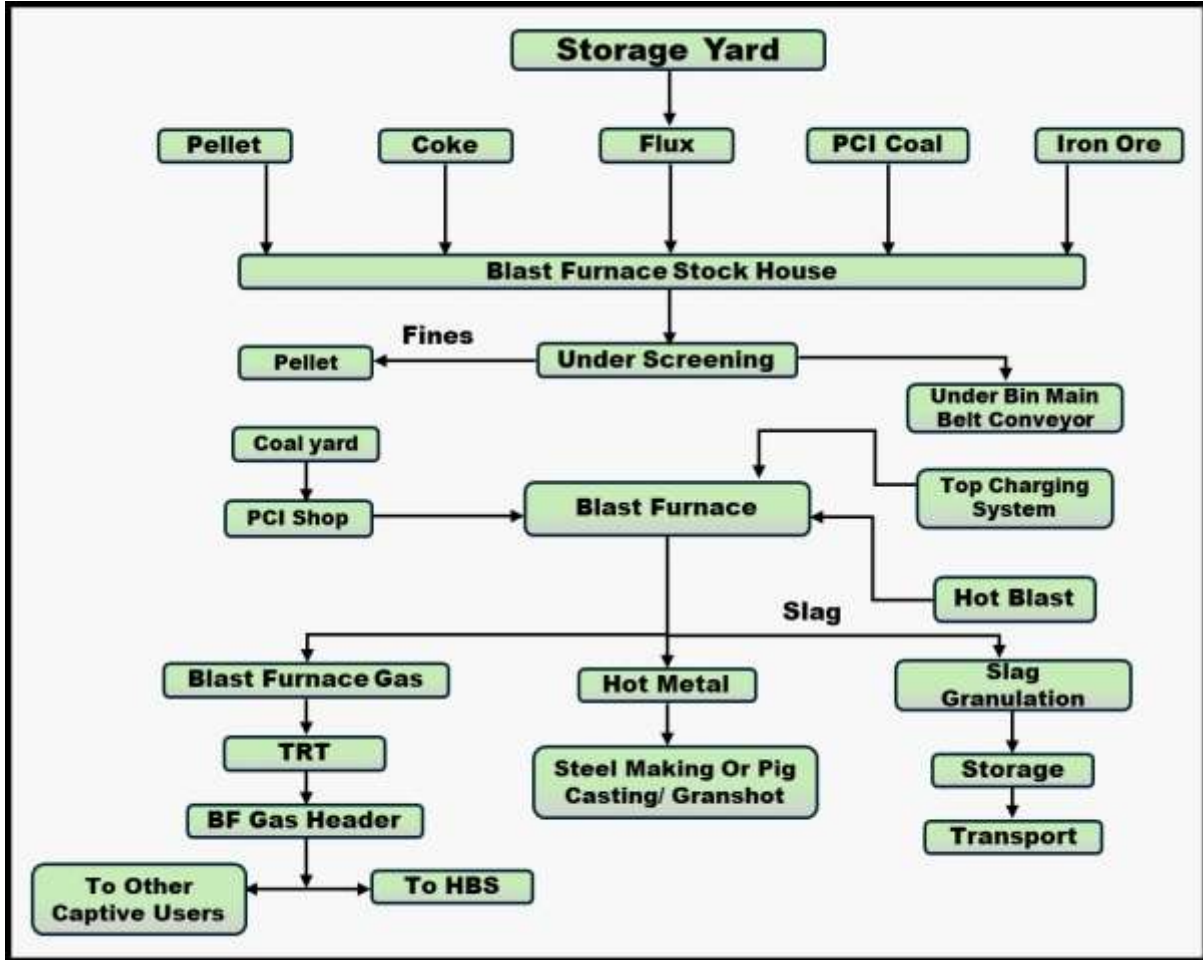 Storage Yard
Pellet
Coke
Flux
PCI Coal
Iron Ore
Blast Furnace Stock House
Fines
Pellet
Under Screening
Under Bin Main
Belt Conveyor
Coal yard
PCI Shop
Blast Furnace
Top Charging
System
Hot Blast
Slag
Blast Furnace Gas
Hot Metal
Slag
Granulation
TRT
Steel Making Or Pig
Casting/ Granshot
Storage
BF Gas Header
Transport
To Other
Captive Users
To HBS